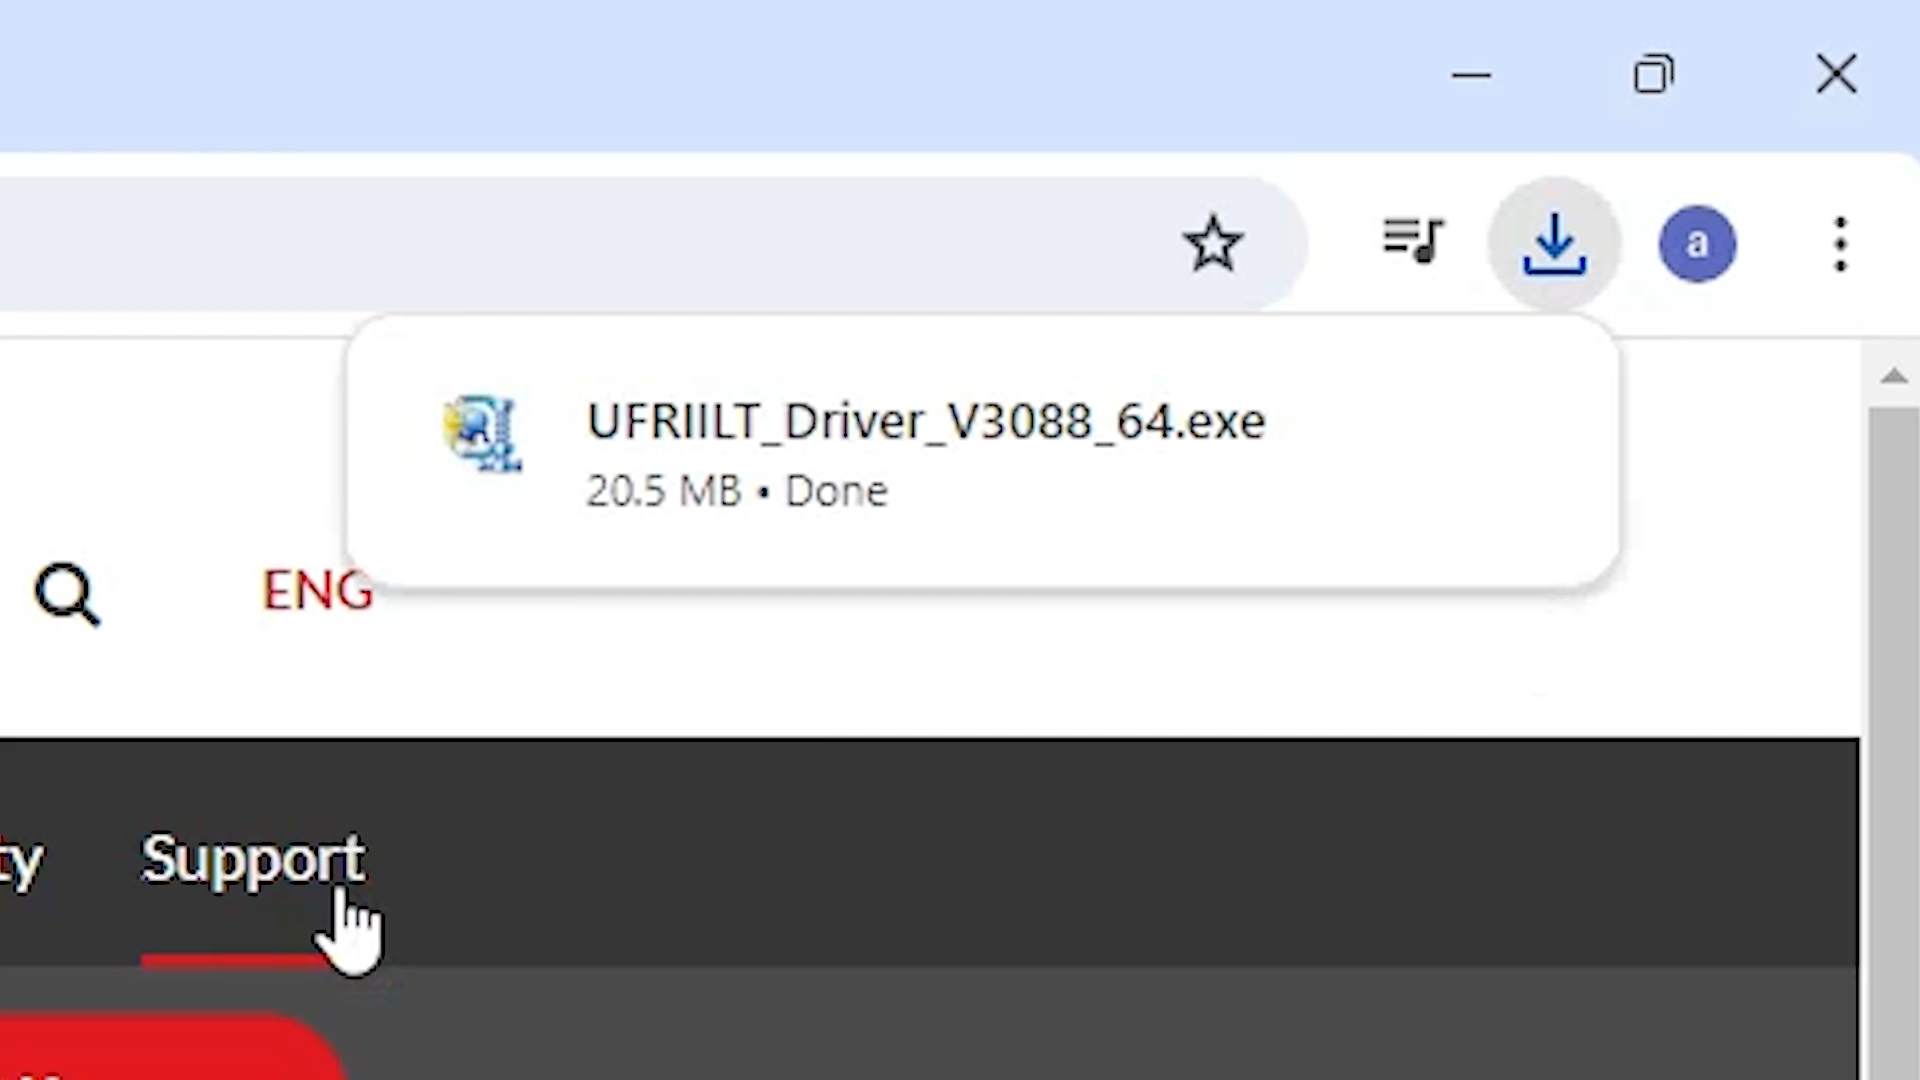 a
UFRIILT_Driver_V3088_64.exe
20.5 MB • Done
ENG
ty
Support